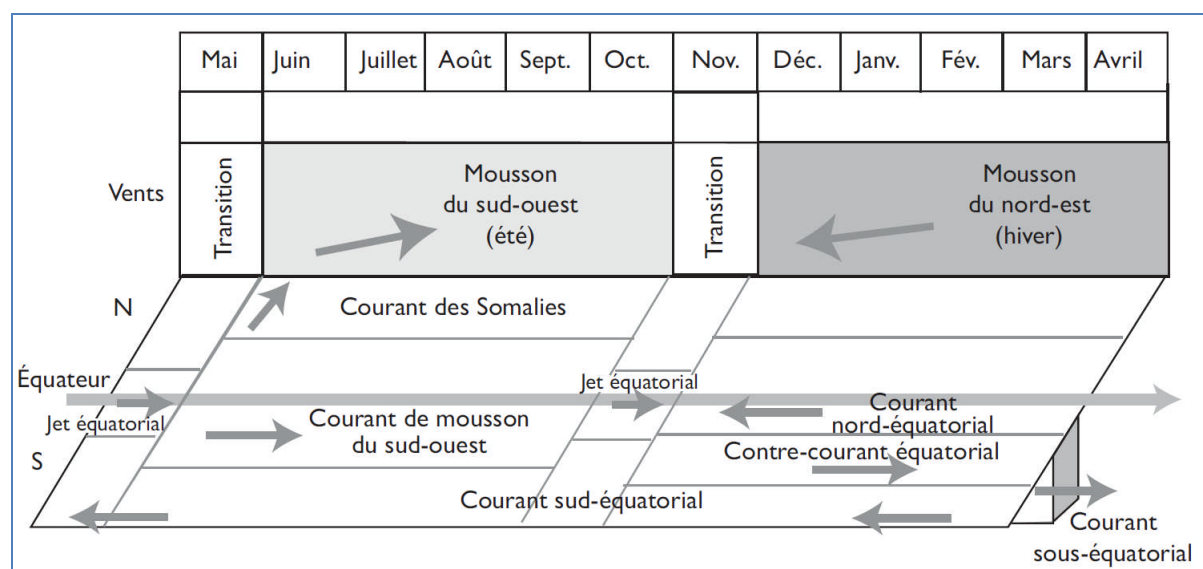 Mai Juin Juillet Août Sept. Oct. Nov. Déc. Janv. Fév. Mars Avril
Vents
Transition
Mousson
du sud-ouest
(été)
Transition
Mousson
du nord-est
(hiver)
N
Courant des Somalies
Équateur
Jet équatorial
Jet équatorial
Courant de mousson
du sud-ouest
Courant
nord-équatorial
S
Contre-courant équatorial
Courant sud-équatorial
Courant
sous-équatorial